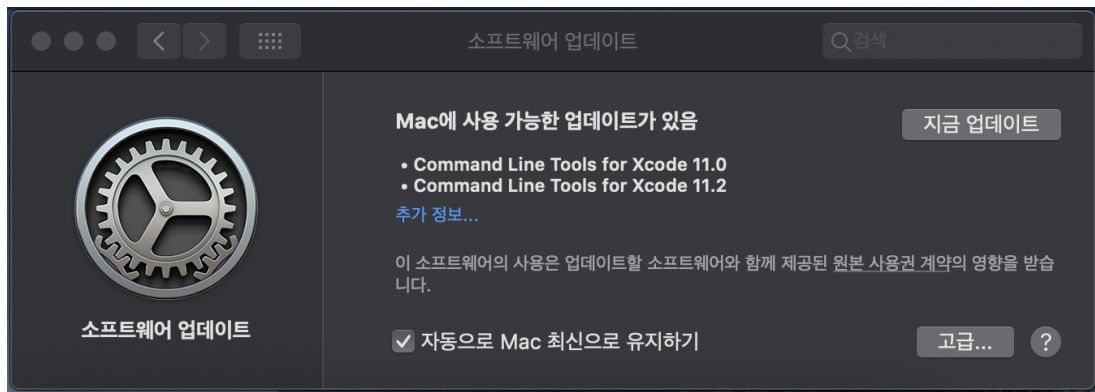 소프트웨어 업데이트
검색
Mac에 사용 가능한 업데이트가 있음
지금 업데이트
• Command Line Tools for Xcode 11.0
• Command Line Tools for Xcode 11.2
추가 정보...
이 소프트웨어의 사용은 업데이트할 소프트웨어와 함께 제공된 원본 사용권 계약의 영향을 받습
니다.
소프트웨어 업데이트
자동으로 Mac 최신으로 유지하기
고급...
?